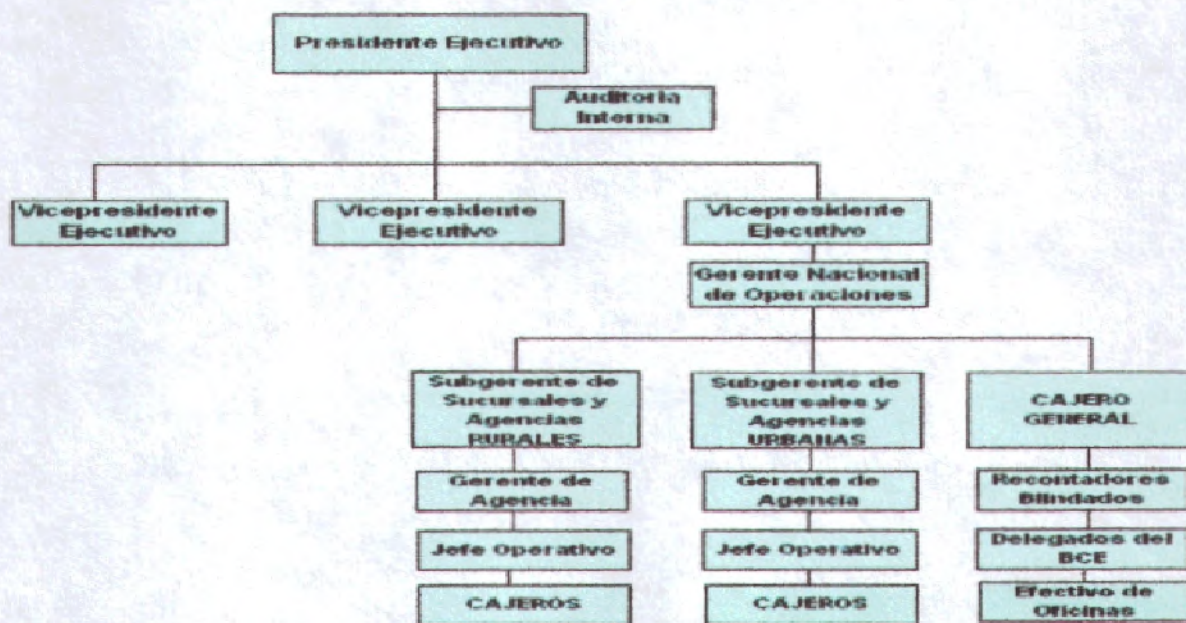 Presidente Ejecutivo
Auditoria
Interna
Vicepresidente
Ejecutivo
Vicepresidente
Ejecutivo
Vicepresidente
Ejecutivo
Gerente Nacional
de Operaciones
Subgerente de
Sucursales y
Agencias
RURALES
Subgerente de
Sucursales y
Agencias
URBANAS
CAJERO
GENERAL
Gerente de
Agencia
Gerente de
Agencia
Recontadores
Blindados
Jefe Operativo
Jefe Operativo
Delegados del
BCE
CAJEROS
CAJEROS
Efectivo de
Oficinas